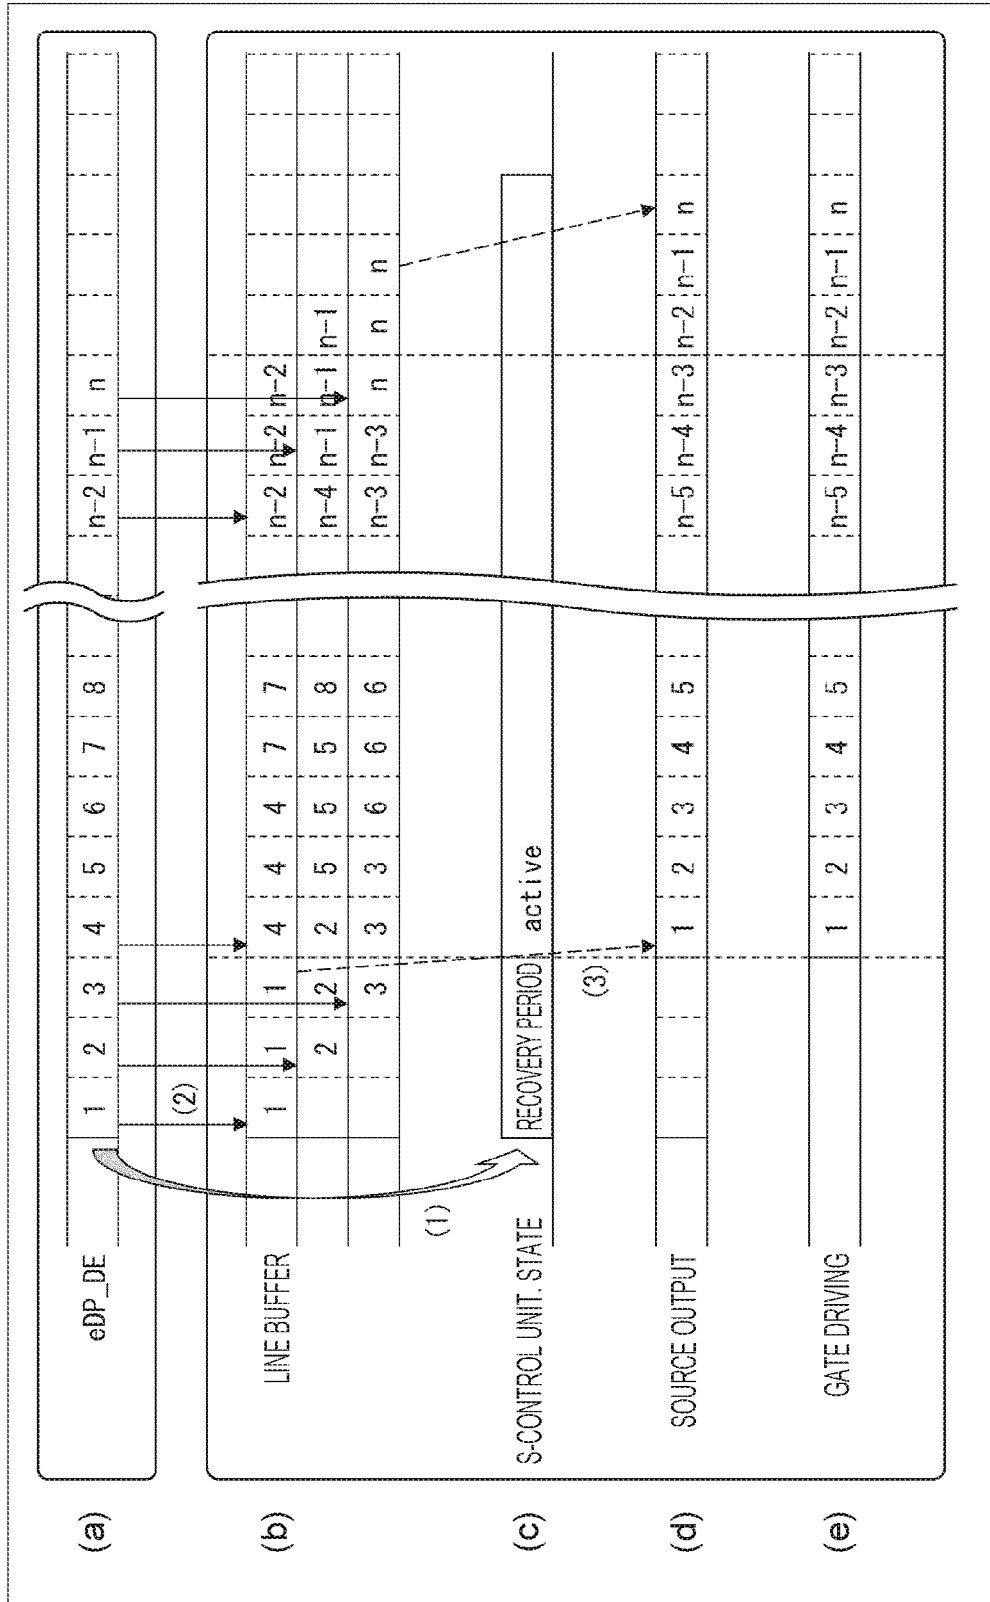 (a) eDP_DE 1 2 3 4 5 6 7 8 n-2 n-1 n
(2)
(b) LINE BUFFER 1 1 1 4 4 4 7 7 n-2 n-2 n-2
2 2 2 5 5 5 8 n-4 n-1 n-1 n-1
3 3 3 6 6 6 n-3 n-3 n n n
(1)
(c) S-CONTROL UNIT. STATE RECOVERY PERIOD active
(3)
(d) SOURCE OUTPUT 1 2 3 4 5 n-5 n-4 n-3 n-2 n-1 n
(e) GATE DRIVING 1 2 3 4 5 n-5 n-4 n-3 n-2 n-1 n